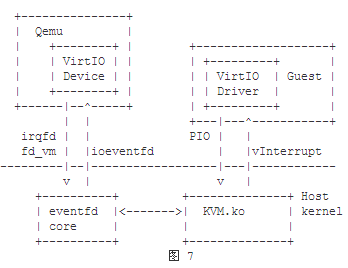 Qemu
VirtIO
Device
VirtIO
Driver
Guest
irqfd
fd_vm
ioeventfd
PIO
vInterrupt
eventfd
core
KVM.ko
Host
kernel
图 7